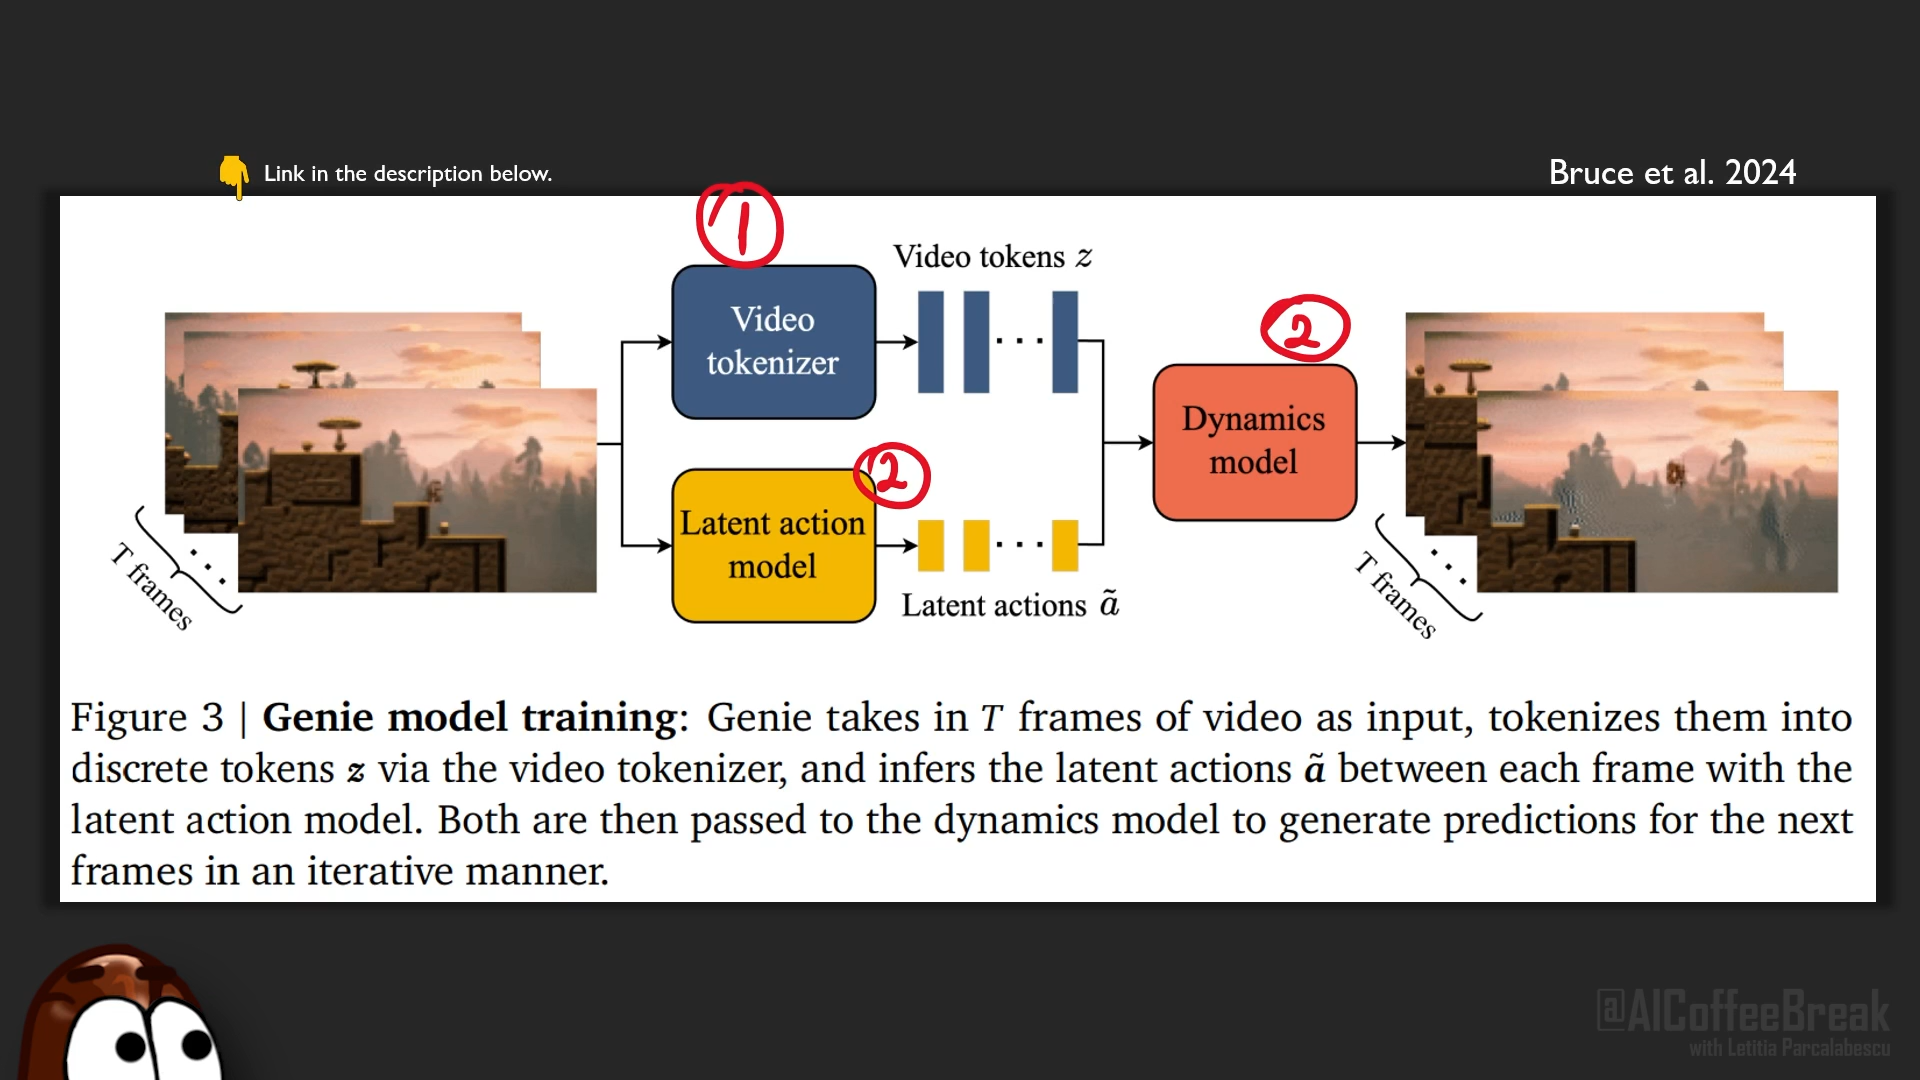 Link in the description below.
Bruce et al. 2024
1
Video tokens z
Video
tokenizer
2
Dynamics
model
2
Latent action
model
Latent actions ã
T frames
T frames
Figure 3 | Genie model training: Genie takes in T frames of video as input, tokenizes them into
discrete tokens z via the video tokenizer, and infers the latent actions ã between each frame with the
latent action model. Both are then passed to the dynamics model to generate predictions for the next
frames in an iterative manner.
@AICoffeeBreak
with Letitia Parcalabescu